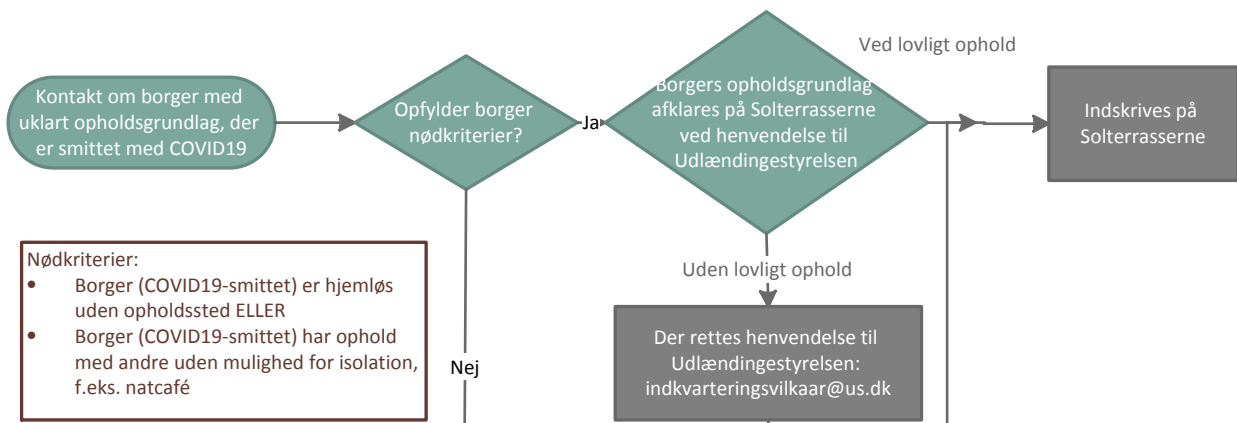 Kontakt om borger med
uklart opholdsgrundlag, der
er smittet med COVID19
Opfylder borger
nødkriterier?
Ja
Borgers opholdsgrundlag
afklares på Solterrasserne
ved henvendelse til
Udlændingestyrelsen
Ved lovligt ophold
Indskrives på
Solterrasserne
Nødkriterier:
• Borger (COVID19-smittet) er hjemløs
uden opholdssted ELLER
• Borger (COVID19-smittet) har ophold
med andre uden mulighed for isolation,
f.eks. natcafé
Nej
Uden lovligt ophold
Der rettes henvendelse til
Udlændingestyrelsen:
indkvarteringsvilkaar@us.dk